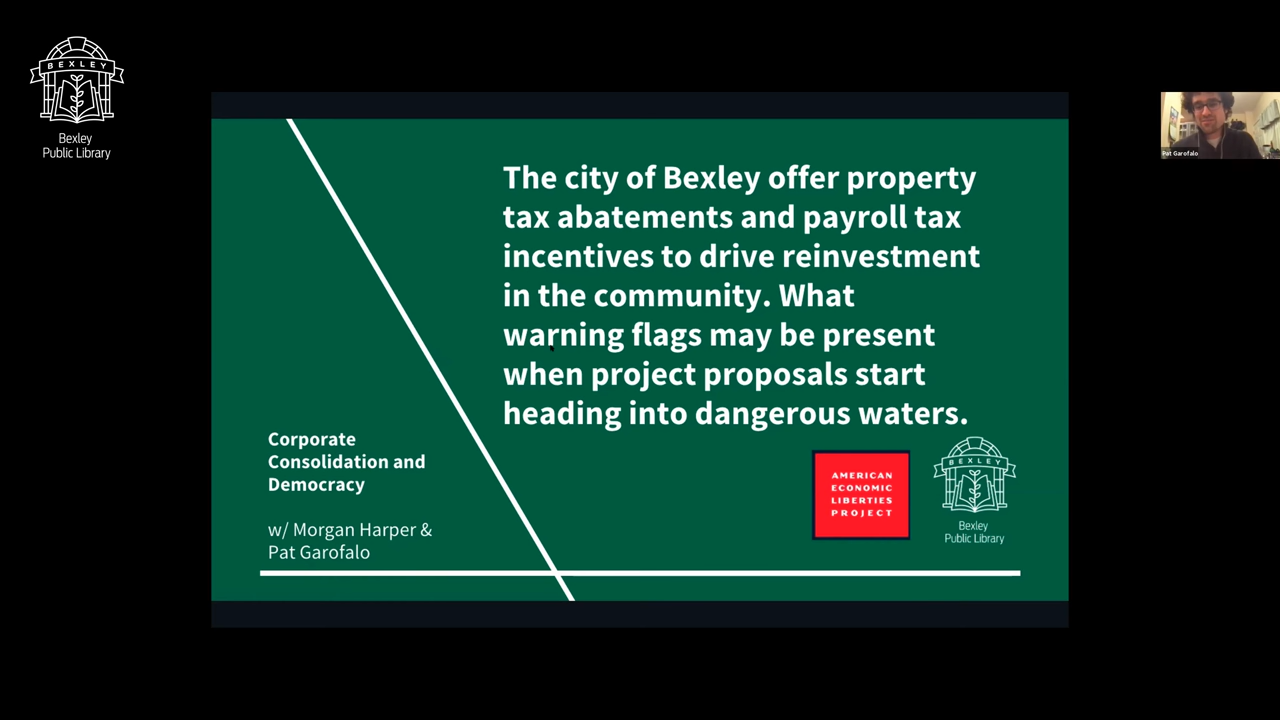 BEXLEY
Bexley
Public Library
Pat Garofalo
The city of Bexley offer property
tax abatements and payroll tax
incentives to drive reinvestment
in the community. What
warning flags may be present
when project proposals start
heading into dangerous waters.
Corporate
Consolidation and
Democracy
w/ Morgan Harper &
Pat Garofalo
AMERICAN
ECONOMIC
LIBERTIES
PROJECT
BEXLEY
Bexley
Public Library